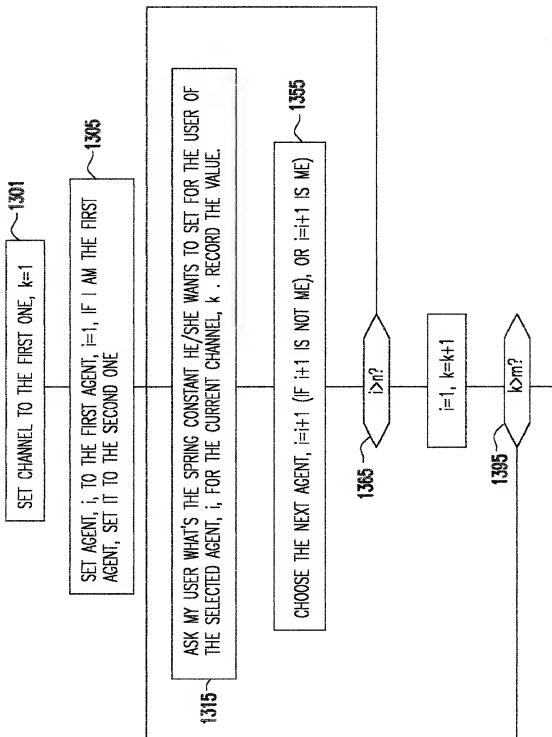 SET CHANNEL TO THE FIRST ONE, k=1
1301
SET AGENT, i, TO THE FIRST AGENT, i=1, IF I AM THE FIRST
AGENT, SET IT TO THE SECOND ONE
1305
ASK MY USER WHAT'S THE SPRING CONSTANT HE/SHE WANTS TO SET FOR THE USER OF
THE SELECTED AGENT, i, FOR THE CURRENT CHANNEL, k . RECORD THE VALUE.
1315
CHOOSE THE NEXT AGENT, i=i+1 (IF i+1 IS NOT ME), OR i=i+1 IS ME)
1355
i>n?
1365
i=1, k=k+1
k>m?
1395